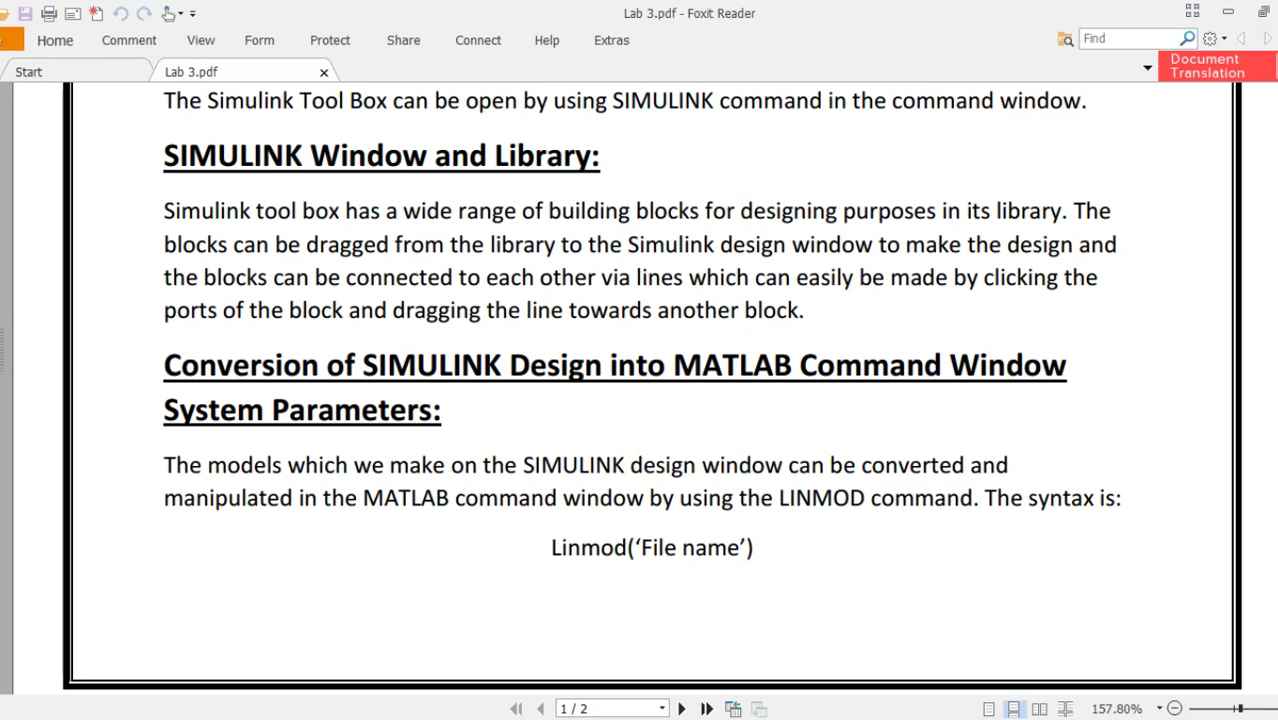 Lab 3.pdf - Foxit Reader
Home Comment View Form Protect Share Connect Help Extras
Find
Start Lab 3.pdf x
Document
Translation
The Simulink Tool Box can be open by using SIMULINK command in the command window.
SIMULINK Window and Library:
Simulink tool box has a wide range of building blocks for designing purposes in its library. The
blocks can be dragged from the library to the Simulink design window to make the design and
the blocks can be connected to each other via lines which can easily be made by clicking the
ports of the block and dragging the line towards another block.
Conversion of SIMULINK Design into MATLAB Command Window
System Parameters:
The models which we make on the SIMULINK design window can be converted and
manipulated in the MATLAB command window by using the LINMOD command. The syntax is:
Linmod(‘File name’)
1 / 2
157.80%